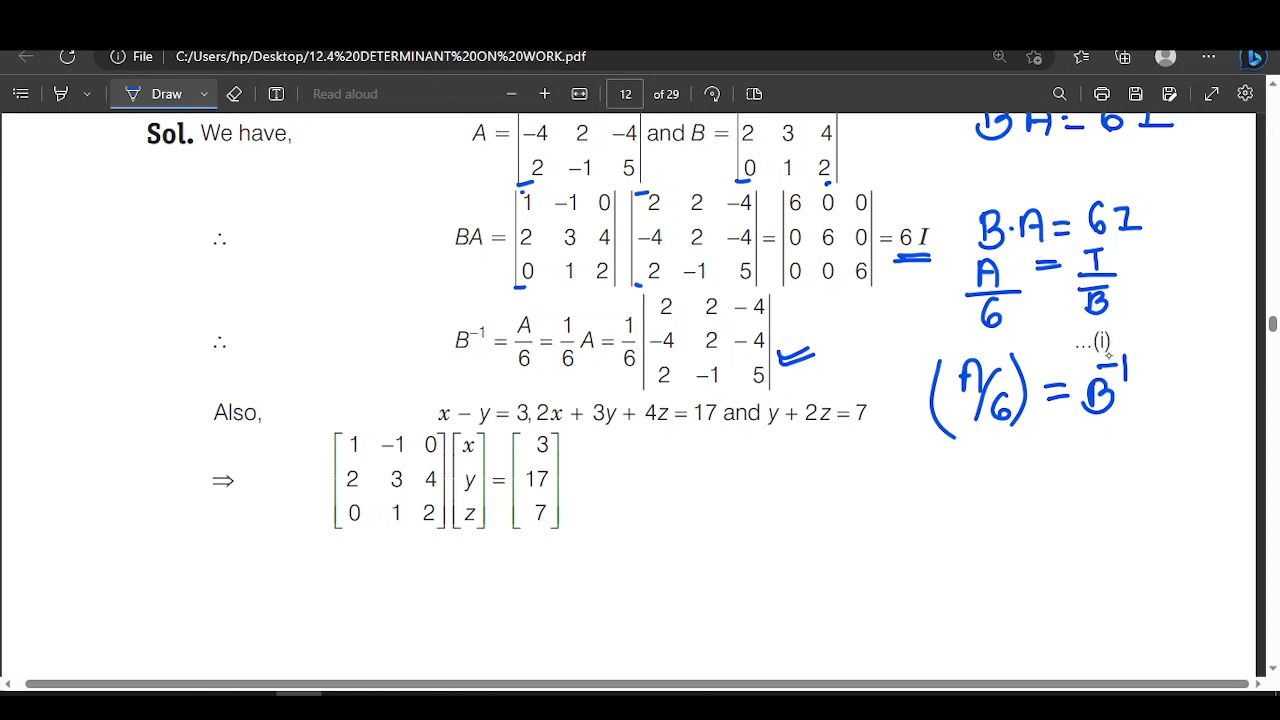 File C:/Users/hp/Desktop/12.4%20DETERMINANT%20ON%20WORK.pdf
Draw Read aloud 12 of 29
B A = 6 I
Sol. We have, A = |−4 2 −4| and B = |2 3 4|
|2 −1 5| |0 1 2|
|1 −1 0| |2 2 −4| |6 0 0|
∴ BA = |2 3 4| |−4 2 −4| = |0 6 0| = 6 I
|0 1 2| |2 −1 5| |0 0 6|
B·A = 6I
A/6 = I/B
|2 2 −4|
∴ B⁻¹ = A/6 = 1/6 A = 1/6 |−4 2 −4| ...(i)
|2 −1 5|
(A/6) = B⁻¹
Also, x − y = 3, 2x + 3y + 4z = 17 and y + 2z = 7
[1 −1 0] [x] [3]
⇒ [2 3 4] [y] = [17]
[0 1 2] [z] [7]